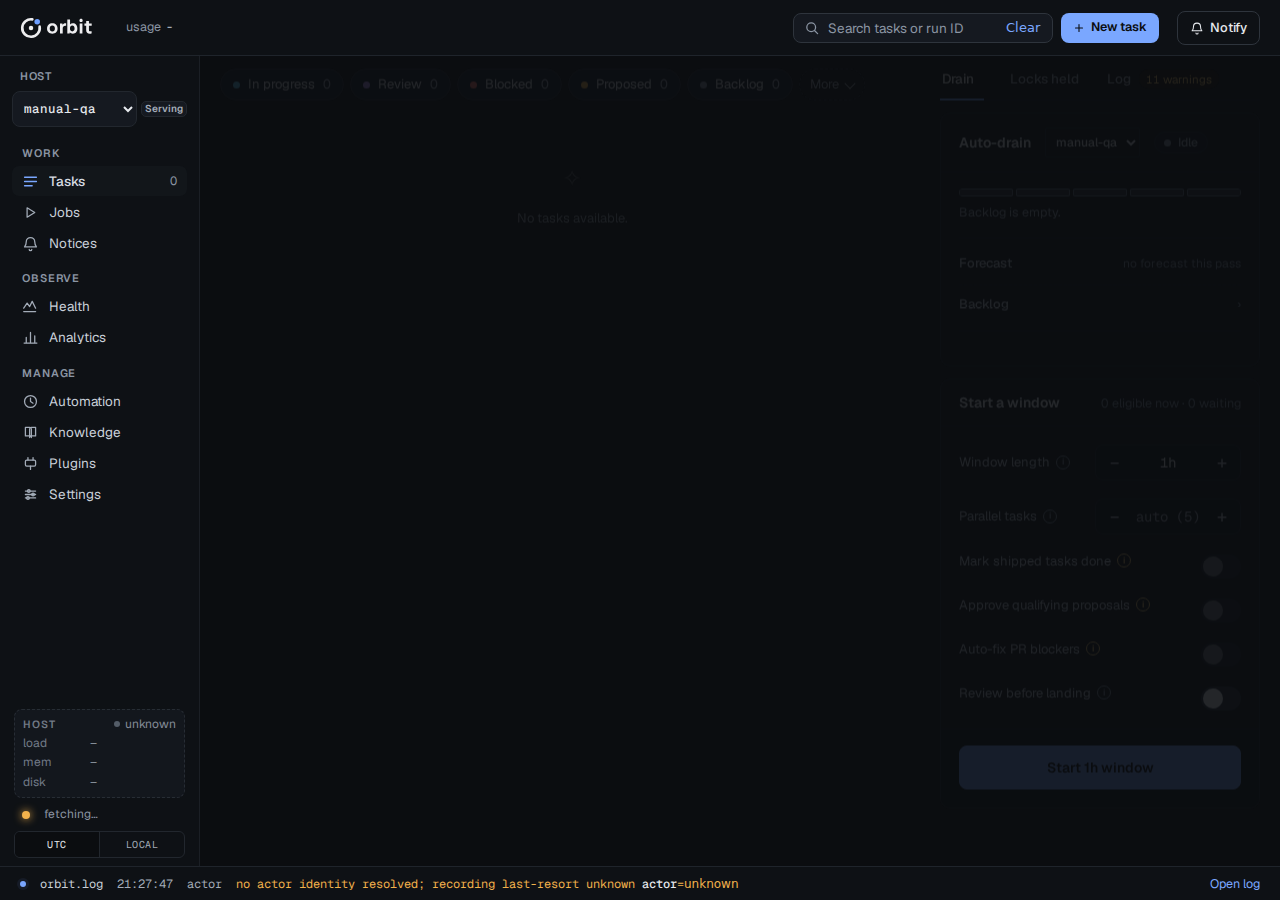 orbit
usage –
Search tasks or run ID
Clear
+ New task
Notify
HOST
manual-qa
Serving
WORK
Tasks 0
Jobs
Notices
OBSERVE
Health
Analytics
MANAGE
Automation
Knowledge
Plugins
Settings
HOST unknown
load –
mem –
disk –
fetching…
UTC LOCAL
In progress 0
Review 0
Blocked 0
Proposed 0
Backlog 0
More
No tasks available.
Drain
Locks held
Log 11 warnings
Auto-drain manual-qa Idle
Backlog is empty.
Forecast no forecast this pass
Backlog
Start a window 0 eligible now · 0 waiting
Window length − 1h +
Parallel tasks − auto (5) +
Mark shipped tasks done
Approve qualifying proposals
Auto-fix PR blockers
Review before landing
Start 1h window
orbit.log 21:27:47 actor no actor identity resolved; recording last-resort unknown actor=unknown
Open log